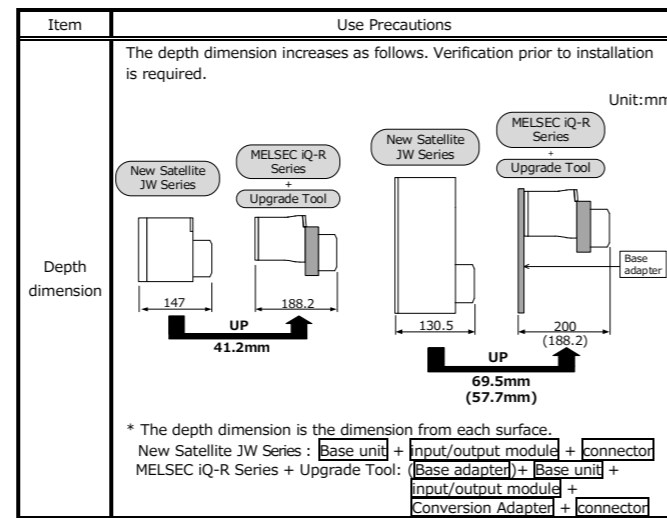 Item Use Precautions
The depth dimension increases as follows. Verification prior to installation
is required.
Unit:mm
New Satellite
JW Series
MELSEC iQ-R
Series
+
Upgrade Tool
147
188.2
UP
41.2mm
New Satellite
JW Series
MELSEC iQ-R
Series
+
Upgrade Tool
Base
adapter
130.5
200
(188.2)
UP
69.5mm
(57.7mm)
Depth
dimension
* The depth dimension is the dimension from each surface.
New Satellite JW Series : Base unit + input/output module + connector
MELSEC iQ-R Series + Upgrade Tool: (Base adapter)+ Base unit +
input/output module +
Conversion Adapter + connector